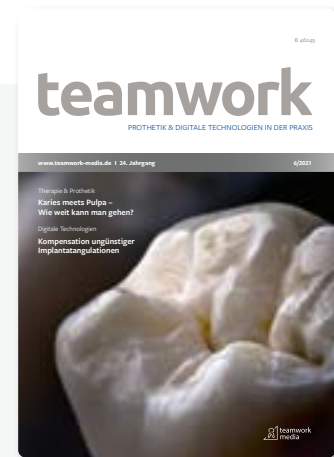 B 46249
teamwork
PROTHETIK & DIGITALE TECHNOLOGIEN IN DER PRAXIS
www.teamwork-media.de I 24. Jahrgang 6/2021
Therapie & Prothetik
Karies meets Pulpa –
Wie weit kann man gehen?
Digitale Technologien
Kompensation ungünstiger
Implantatangulationen
teamwork
media